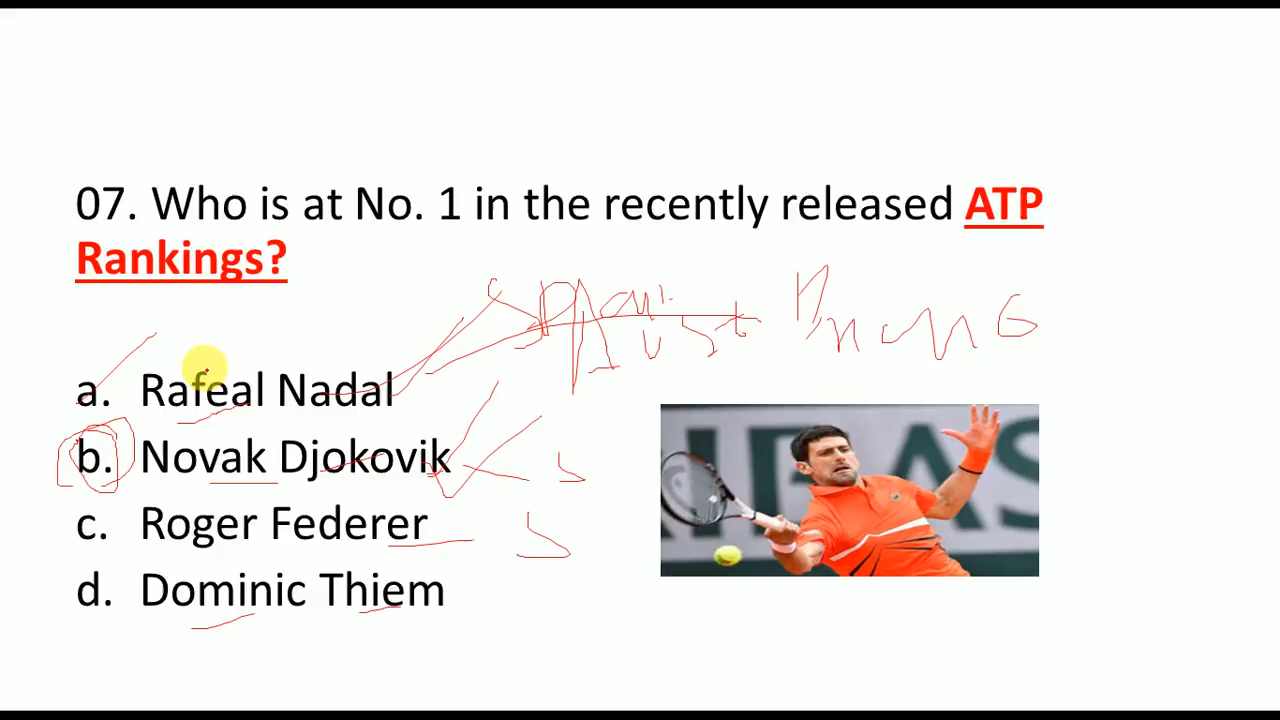 07. Who is at No. 1 in the recently released ATP
Rankings?
a. Rafeal Nadal
b. Novak Djokovik
c. Roger Federer
d. Dominic Thiem